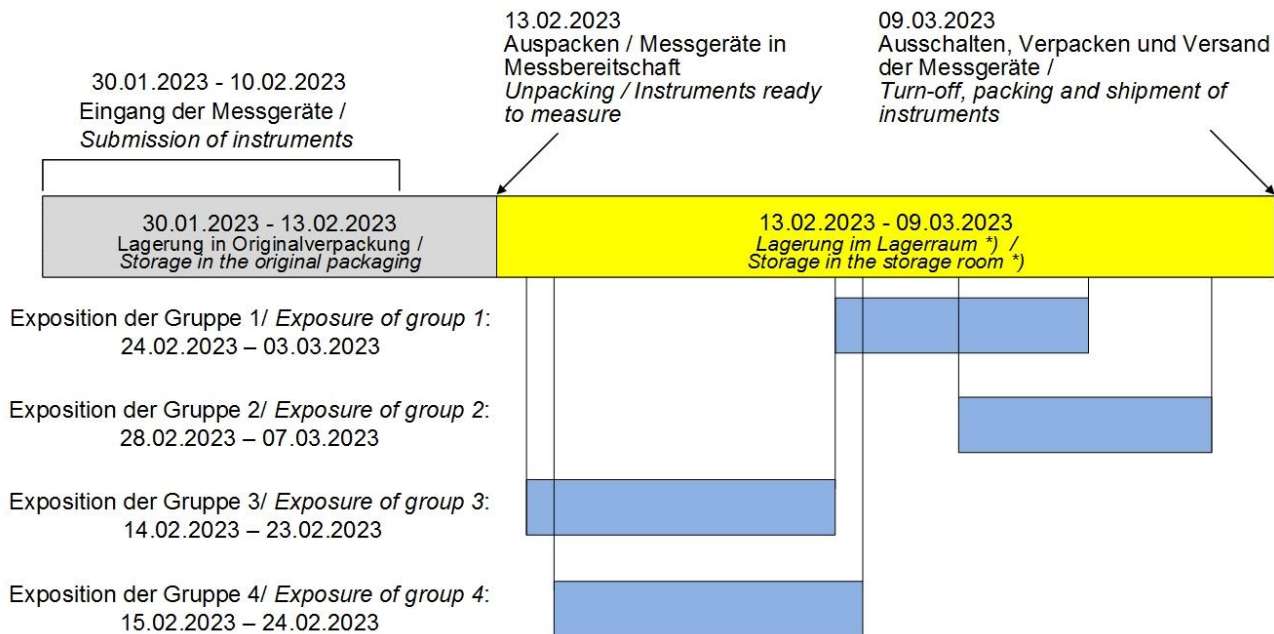 30.01.2023 - 10.02.2023
Eingang der Messgeräte /
Submission of instruments
13.02.2023
Auspacken / Messgeräte in
Messbereitschaft
Unpacking / Instruments ready
to measure
09.03.2023
Ausschalten, Verpacken und Versand
der Messgeräte /
Turn-off, packing and shipment of
instruments
30.01.2023 - 13.02.2023
Lagerung in Originalverpackung /
Storage in the original packaging
13.02.2023 - 09.03.2023
Lagerung im Lagerraum *) /
Storage in the storage room *)
Exposition der Gruppe 1/ Exposure of group 1:
24.02.2023 – 03.03.2023
Exposition der Gruppe 2/ Exposure of group 2:
28.02.2023 – 07.03.2023
Exposition der Gruppe 3/ Exposure of group 3:
14.02.2023 – 23.02.2023
Exposition der Gruppe 4/ Exposure of group 4:
15.02.2023 – 24.02.2023